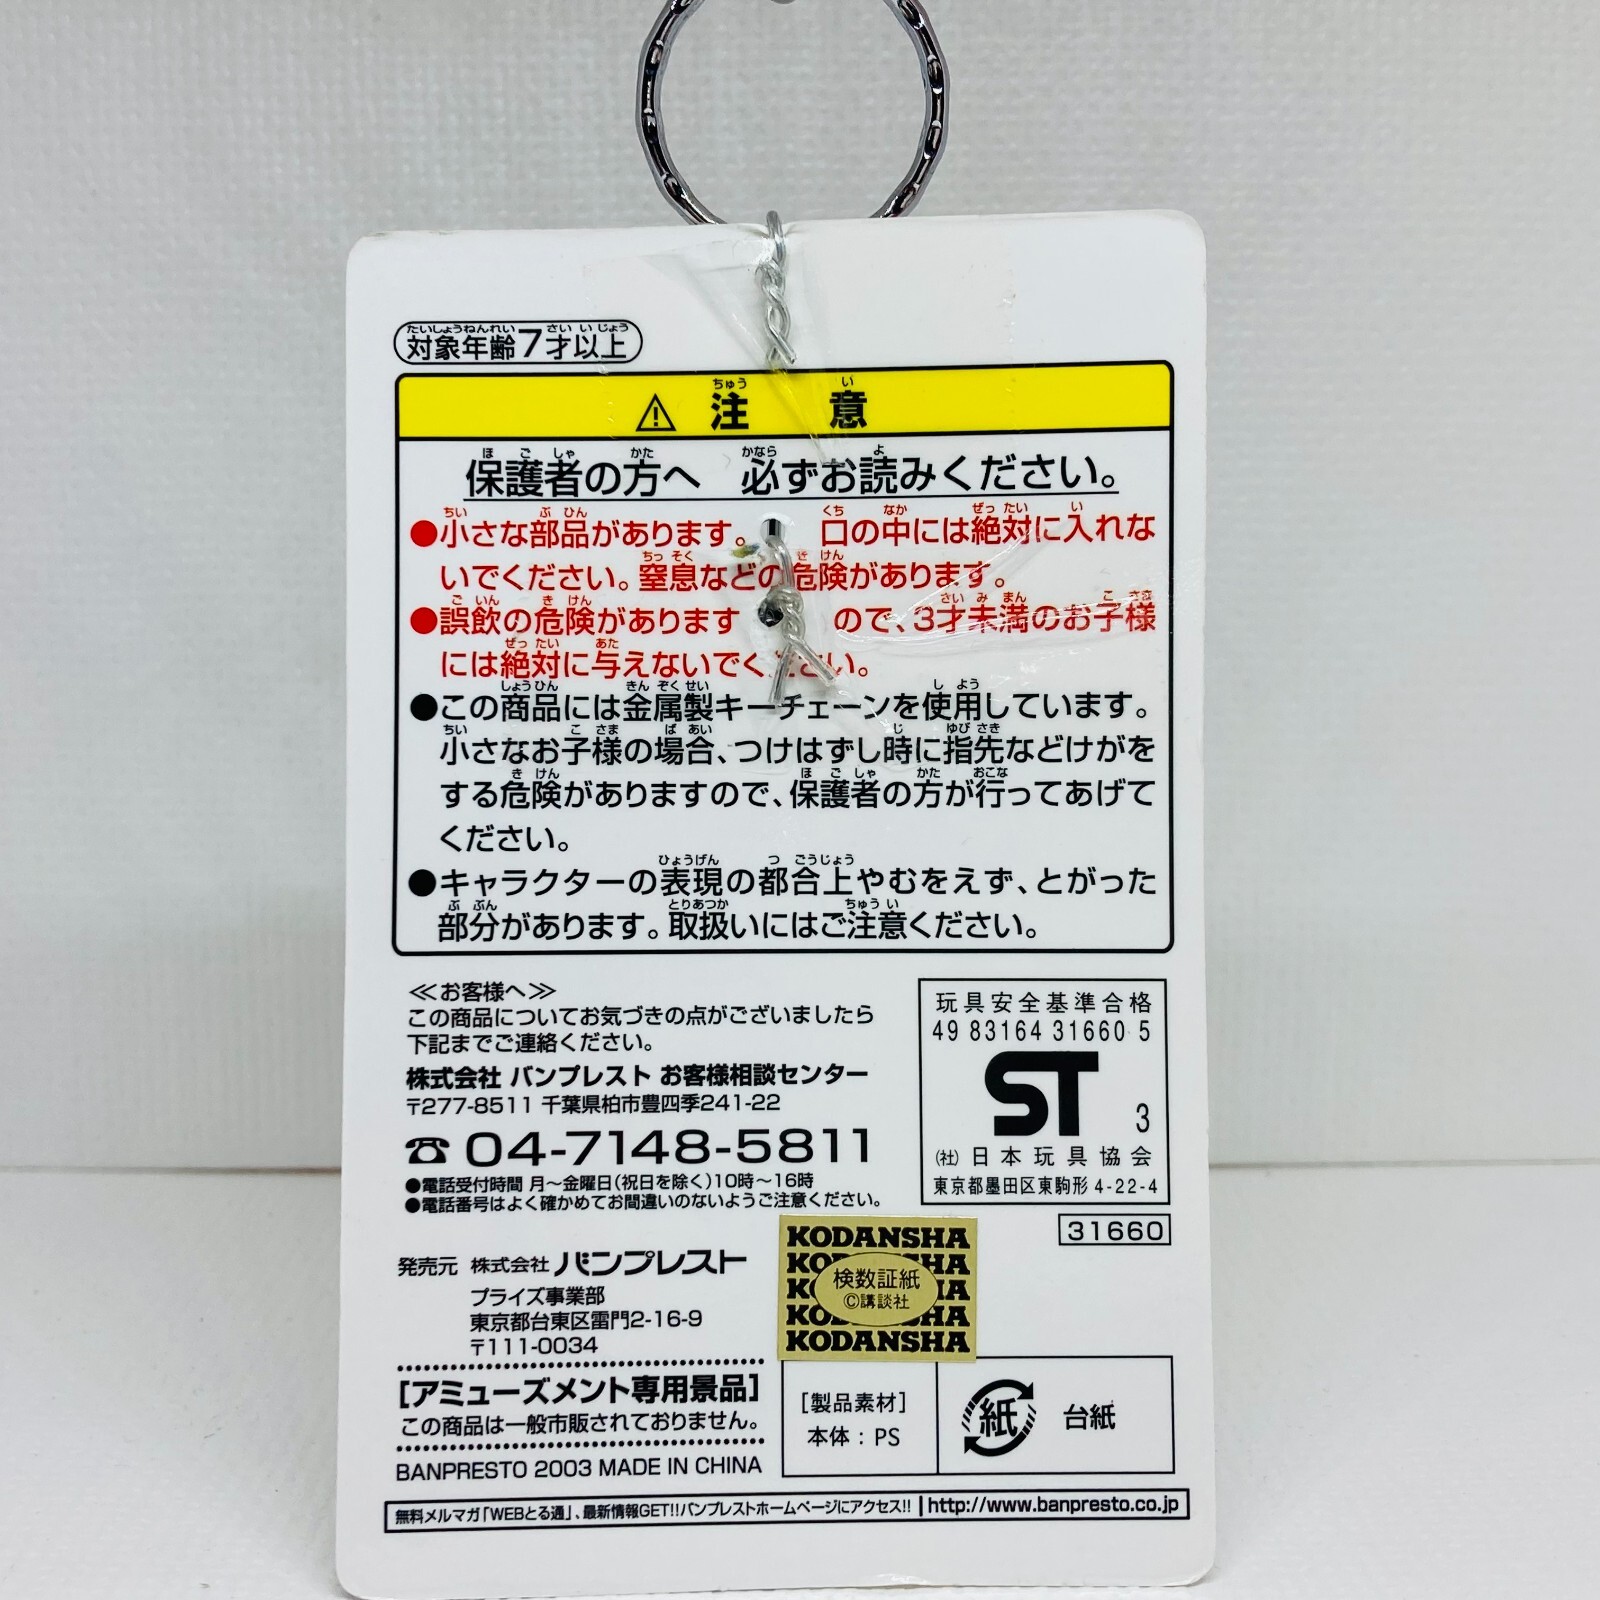 対象年齢7才以上
⚠ 注意
保護者の方へ 必ずお読みください。
●小さな部品があります。 口の中には絶対に入れな
いでください。窒息などの危険があります。
●誤飲の危険があります ので、3才未満のお子様
には絶対に与えないでください。
●この商品には金属製キーチェーンを使用しています。
小さなお子様の場合、つけはずし時に指先などけがを
する危険がありますので、保護者の方が行ってあげて
ください。
●キャラクターの表現の都合上やむをえず、とがった
部分があります。取扱いにはご注意ください。
≪お客様へ≫
この商品についてお気づきの点がございましたら
下記までご連絡ください。
株式会社 バンプレスト お客様相談センター
〒277-8511 千葉県柏市豊四季241-22
☎ 04-7148-5811
●電話受付時間 月〜金曜日(祝日を除く)10時〜16時
●電話番号はよく確かめてお間違いのないようご注意ください。
玩具安全基準合格
49 83164 31660 5
ST 3
(社)日本玩具協会
東京都墨田区東駒形4-22-4
31660
発売元 株式会社 バンプレスト
プライズ事業部
東京都台東区雷門2-16-9
〒111-0034
KODANSHA
KODANSHA
KODANSHA
KODANSHA
KODANSHA
検数証紙
©講談社
[アミューズメント専用景品]
この商品は一般市販されておりません。
BANPRESTO 2003 MADE IN CHINA
[製品素材]
本体:PS
紙 台紙
無料メルマガ「WEBとる通」、最新情報GET!!バンプレストホームページにアクセス!! http://www.banpresto.co.jp